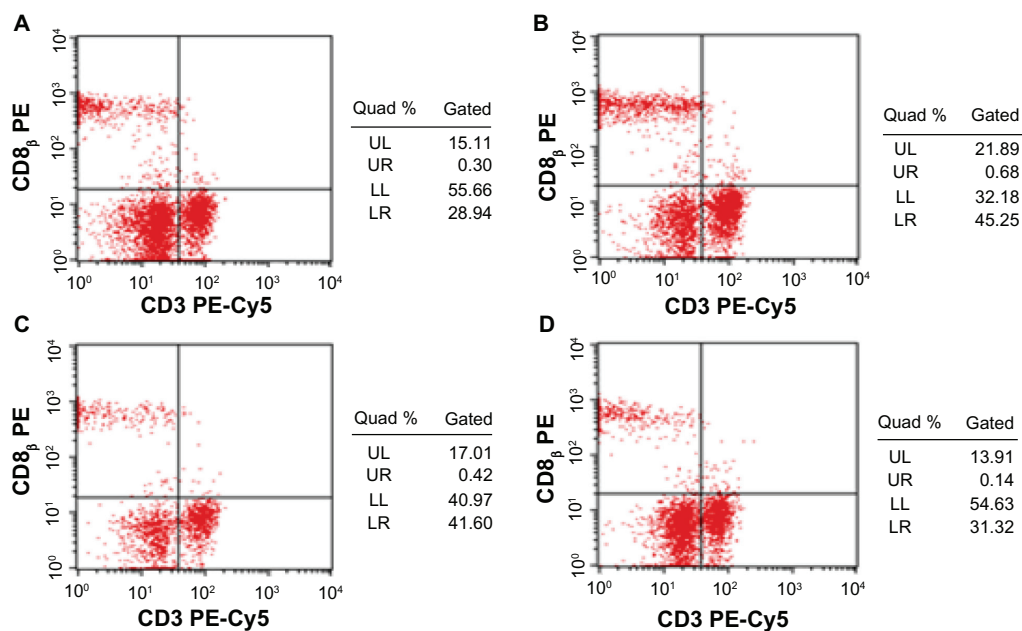 A
CD8β PE
10⁴
10³
10²
10¹
10⁰
10⁰ 10¹ 10² 10³ 10⁴
CD3 PE-Cy5
Quad % Gated
UL 15.11
UR 0.30
LL 55.66
LR 28.94
B
CD8β PE
10⁴
10³
10²
10¹
10⁰
10⁰ 10¹ 10² 10³ 10⁴
CD3 PE-Cy5
Quad % Gated
UL 21.89
UR 0.68
LL 32.18
LR 45.25
C
CD8β PE
10⁴
10³
10²
10¹
10⁰
10⁰ 10¹ 10² 10³ 10⁴
CD3 PE-Cy5
Quad % Gated
UL 17.01
UR 0.42
LL 40.97
LR 41.60
D
CD8β PE
10⁴
10³
10²
10¹
10⁰
10⁰ 10¹ 10² 10³ 10⁴
CD3 PE-Cy5
Quad % Gated
UL 13.91
UR 0.14
LL 54.63
LR 31.32